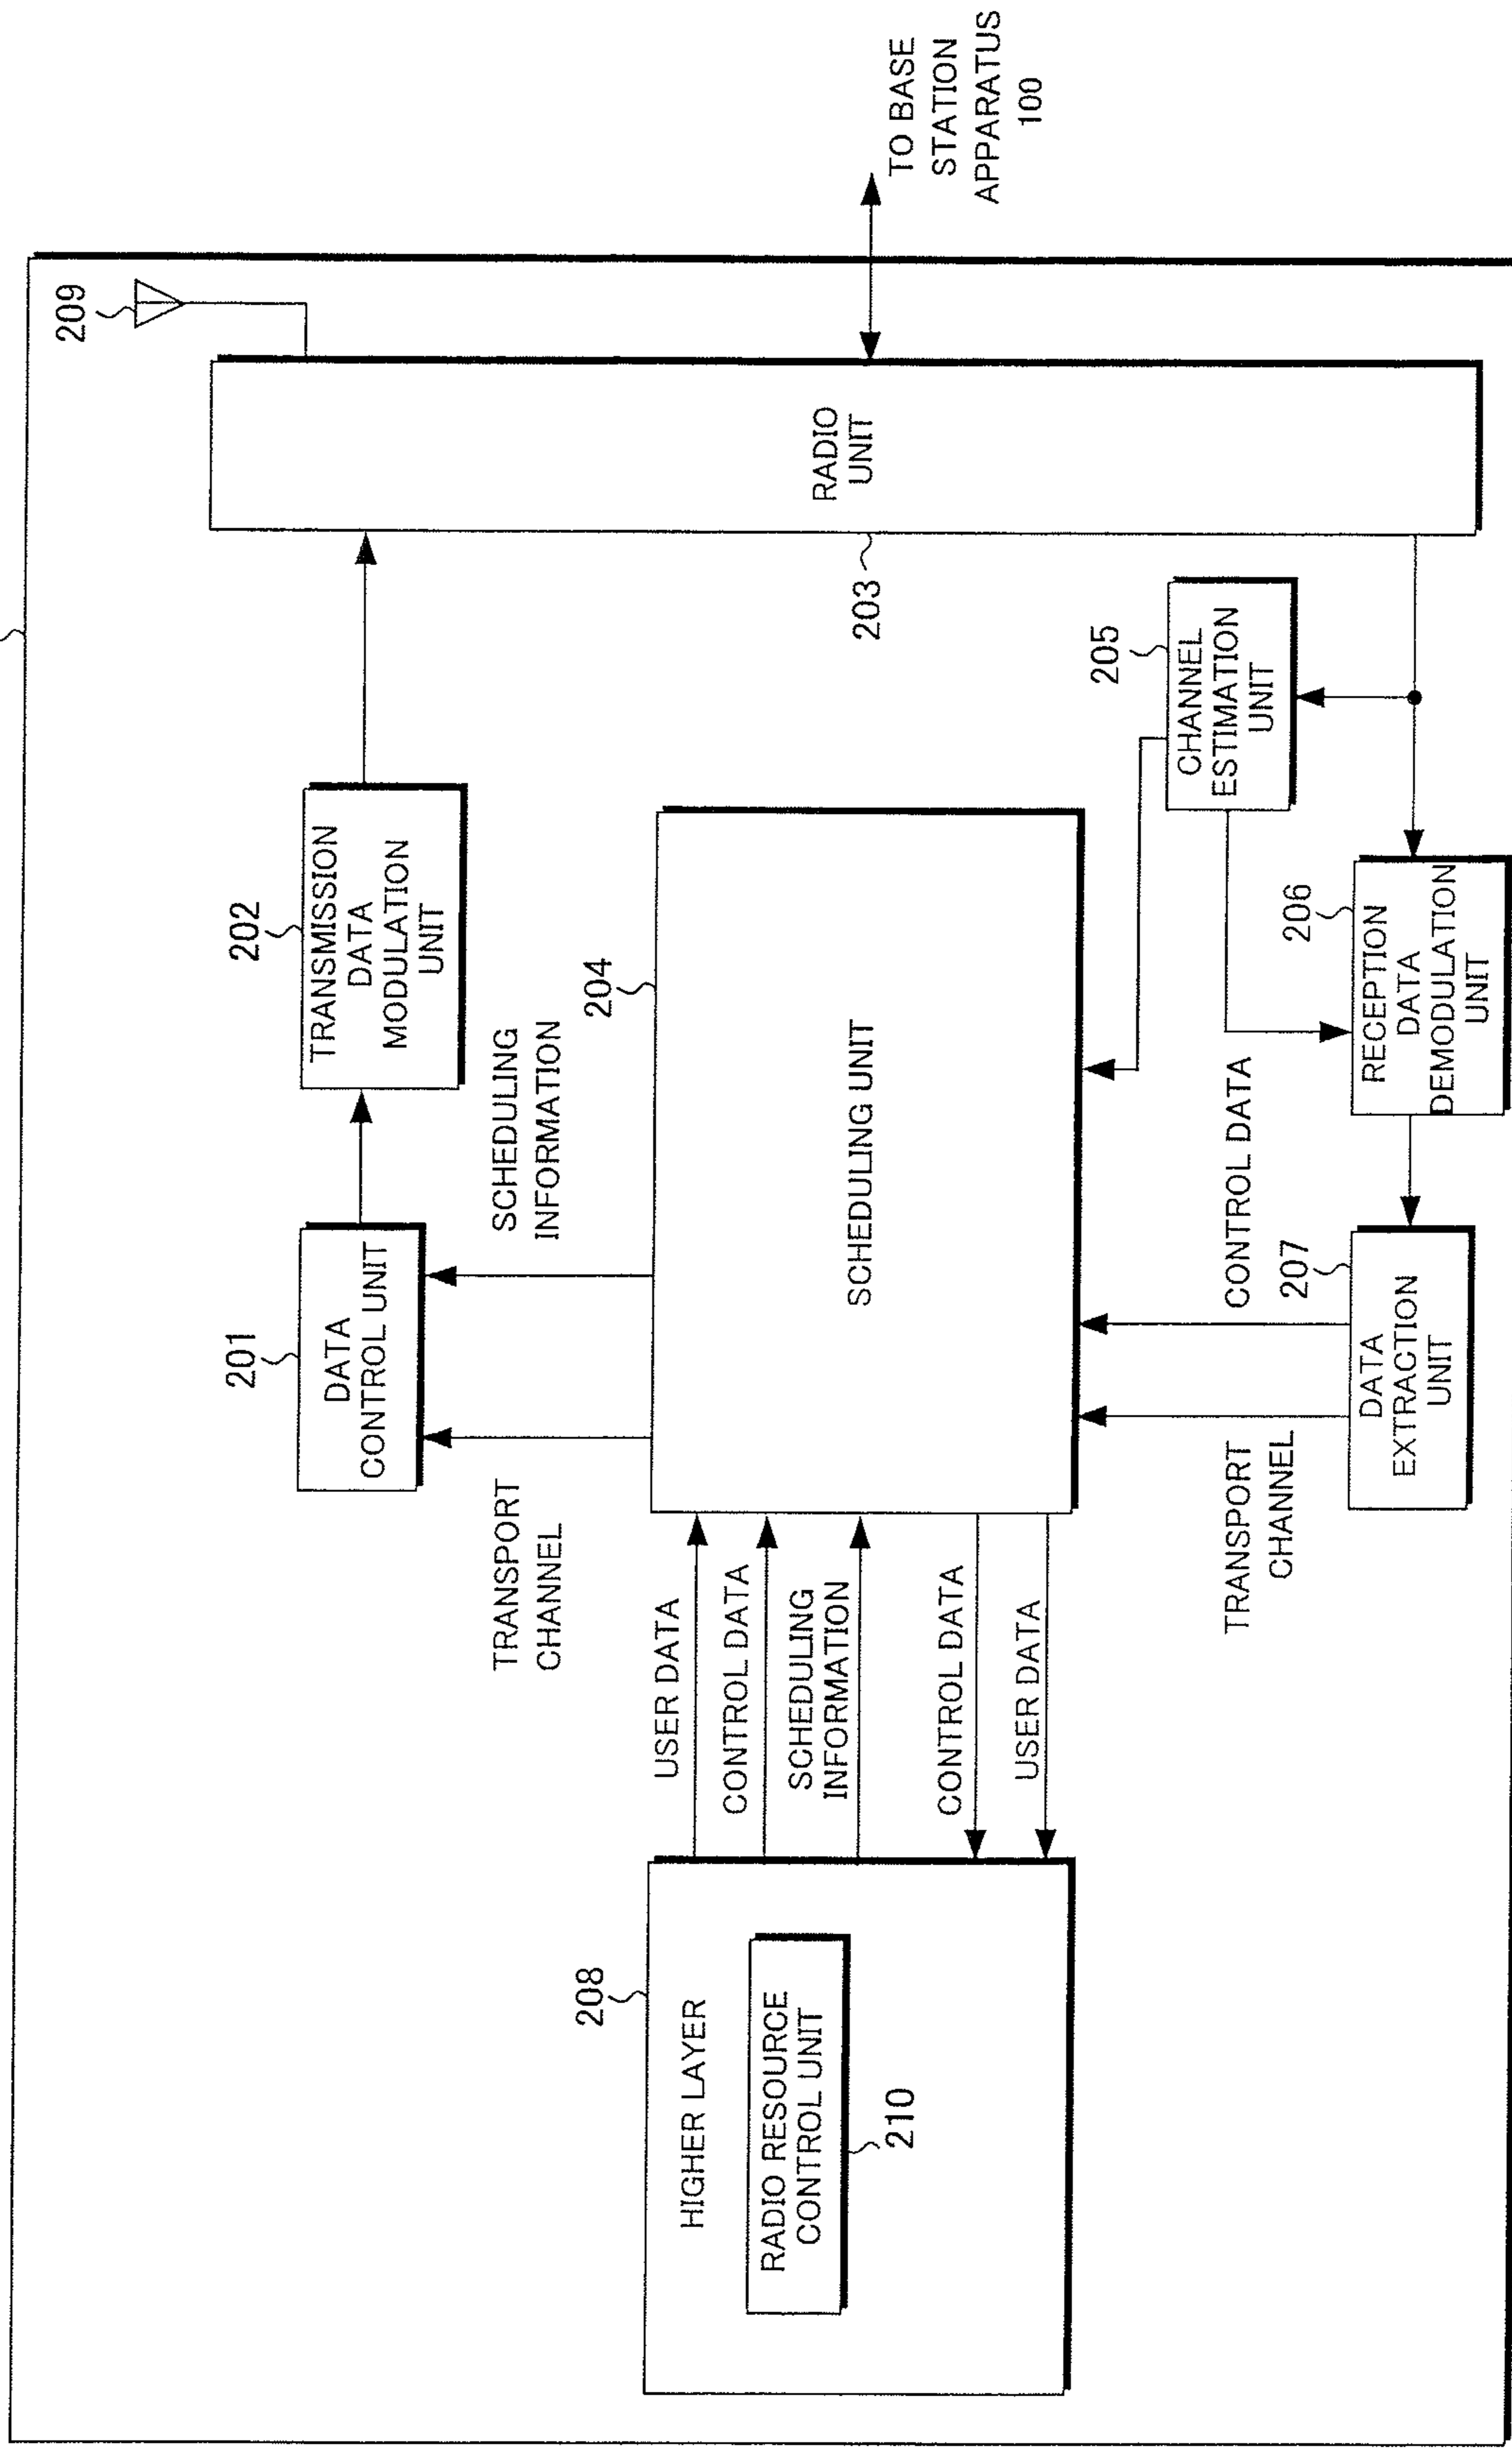 209
TO BASE
STATION
APPARATUS
100
RADIO
UNIT
203
202
TRANSMISSION
DATA
MODULATION
UNIT
201
DATA
CONTROL UNIT
SCHEDULING
INFORMATION
TRANSPORT
CHANNEL
204
SCHEDULING UNIT
205
CHANNEL
ESTIMATION
UNIT
206
RECEPTION
DATA
DEMODULATION
UNIT
207
DATA
EXTRACTION
UNIT
CONTROL DATA
TRANSPORT
CHANNEL
USER DATA
CONTROL DATA
SCHEDULING
INFORMATION
CONTROL DATA
USER DATA
208
HIGHER LAYER
RADIO RESOURCE
CONTROL UNIT
210